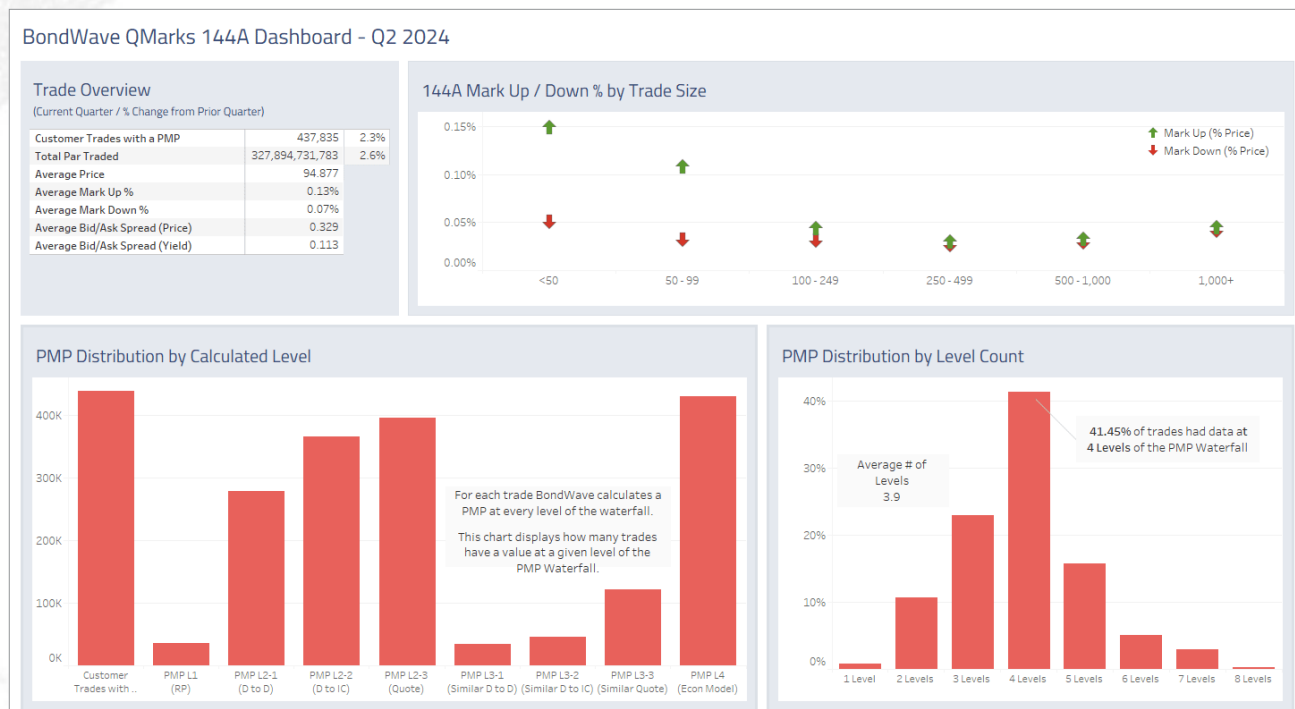 BondWave QMarks 144A Dashboard - Q2 2024
Trade Overview
(Current Quarter / % Change from Prior Quarter)
Customer Trades with a PMP 437,835 2.3%
Total Par Traded 327,894,731,783 2.6%
Average Price 94.877
Average Mark Up % 0.13%
Average Mark Down % 0.07%
Average Bid/Ask Spread (Price) 0.329
Average Bid/Ask Spread (Yield) 0.113
144A Mark Up / Down % by Trade Size
0.15%
0.10%
0.05%
0.00%
Mark Up (% Price)
Mark Down (% Price)
<50 50 - 99 100 - 249 250 - 499 500 - 1,000 1,000+
PMP Distribution by Calculated Level
400K
300K
200K
100K
0K
For each trade BondWave calculates a
PMP at every level of the waterfall.
This chart displays how many trades
have a value at a given level of the
PMP Waterfall.
Customer PMP L1 PMP L2-1 PMP L2-2 PMP L2-3 PMP L3-1 PMP L3-2 PMP L3-3 PMP L4
Trades with .. (RP) (D to D) (D to IC) (Quote) (Similar D to D) (Similar D to IC) (Similar Quote) (Econ Model)
PMP Distribution by Level Count
40%
30%
20%
10%
0%
Average # of
Levels
3.9
41.45% of trades had data at
4 Levels of the PMP Waterfall
1 Level 2 Levels 3 Levels 4 Levels 5 Levels 6 Levels 7 Levels 8 Levels